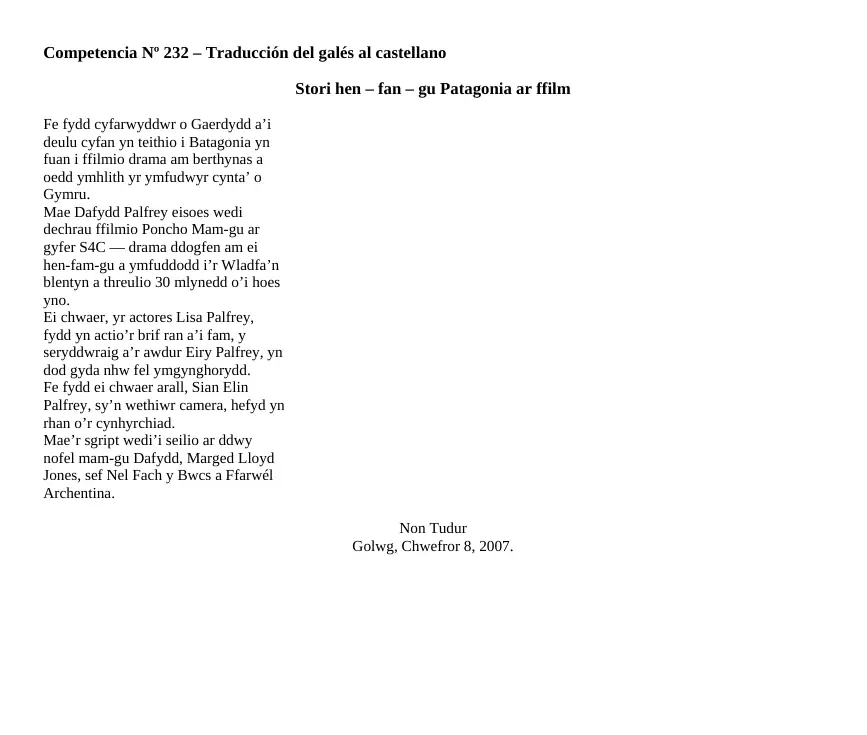 Competencia Nº 232 – Traducción del galés al castellano
Stori hen – fan – gu Patagonia ar ffilm
Fe fydd cyfarwyddwr o Gaerdydd a’i
deulu cyfan yn teithio i Batagonia yn
fuan i ffilmio drama am berthynas a
oedd ymhlith yr ymfudwyr cynta’ o
Gymru.
Mae Dafydd Palfrey eisoes wedi
dechrau ffilmio Poncho Mam-gu ar
gyfer S4C — drama ddogfen am ei
hen-fam-gu a ymfuddodd i’r Wladfa’n
blentyn a threulio 30 mlynedd o’i hoes
yno.
Ei chwaer, yr actores Lisa Palfrey,
fydd yn actio’r brif ran a’i fam, y
seryddwraig a’r awdur Eiry Palfrey, yn
dod gyda nhw fel ymgynghorydd.
Fe fydd ei chwaer arall, Sian Elin
Palfrey, sy’n wethiwr camera, hefyd yn
rhan o’r cynhyrchiad.
Mae’r sgript wedi’i seilio ar ddwy
nofel mam-gu Dafydd, Marged Lloyd
Jones, sef Nel Fach y Bwcs a Ffarwél
Archentina.
Non Tudur
Golwg, Chwefror 8, 2007.